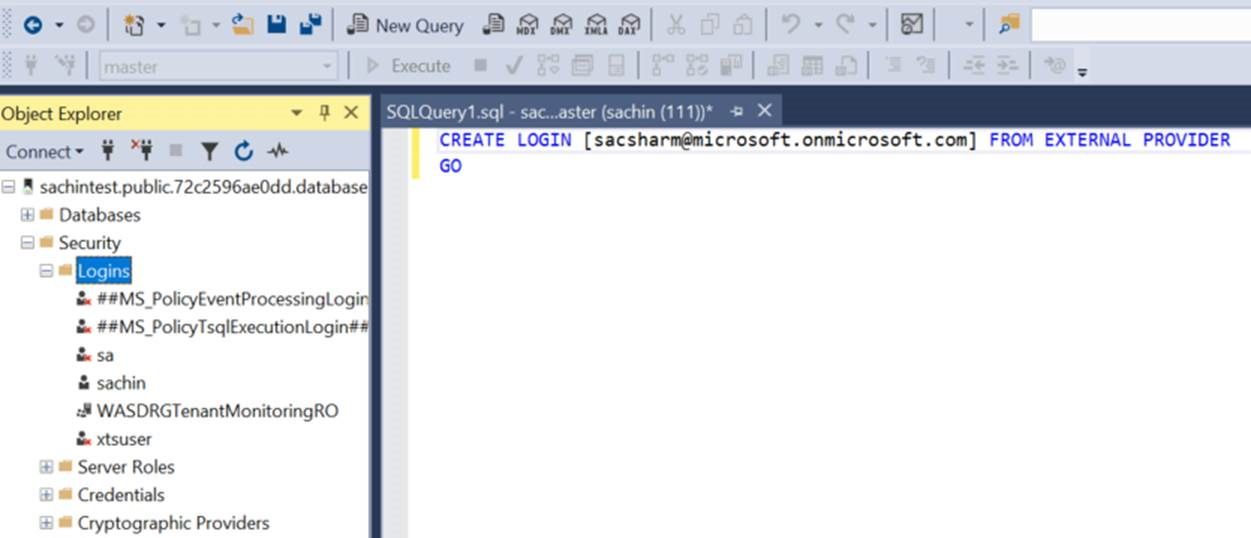 New Query
MDX
DMX
XMLA
DAX
master
Execute
Object Explorer
SQLQuery1.sql - sac...aster (sachin (111))*
Connect
CREATE LOGIN [sacsharm@microsoft.onmicrosoft.com] FROM EXTERNAL PROVIDER
GO
sachintest.public.72c2596ae0dd.database
Databases
Security
Logins
##MS_PolicyEventProcessingLogin
##MS_PolicyTsqlExecutionLogin##
sa
sachin
WASDRGTenantMonitoringRO
xtsuser
Server Roles
Credentials
Cryptographic Providers